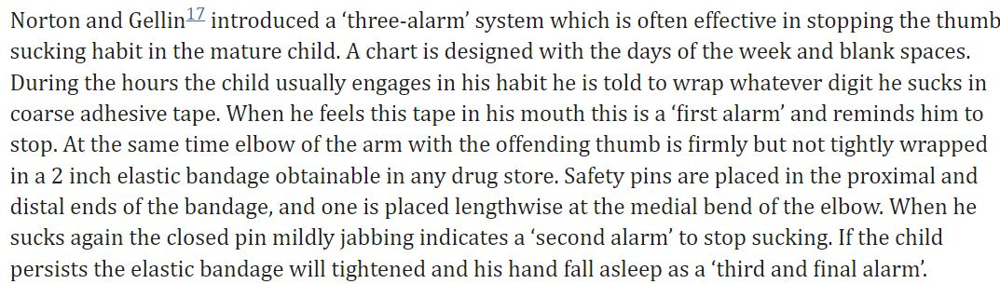 Norton and Gellin17 introduced a ‘three-alarm’ system which is often effective in stopping the thumb
sucking habit in the mature child. A chart is designed with the days of the week and blank spaces.
During the hours the child usually engages in his habit he is told to wrap whatever digit he sucks in
coarse adhesive tape. When he feels this tape in his mouth this is a ‘first alarm’ and reminds him to
stop. At the same time elbow of the arm with the offending thumb is firmly but not tightly wrapped
in a 2 inch elastic bandage obtainable in any drug store. Safety pins are placed in the proximal and
distal ends of the bandage, and one is placed lengthwise at the medial bend of the elbow. When he
sucks again the closed pin mildly jabbing indicates a ‘second alarm’ to stop sucking. If the child
persists the elastic bandage will tightened and his hand fall asleep as a ‘third and final alarm’.